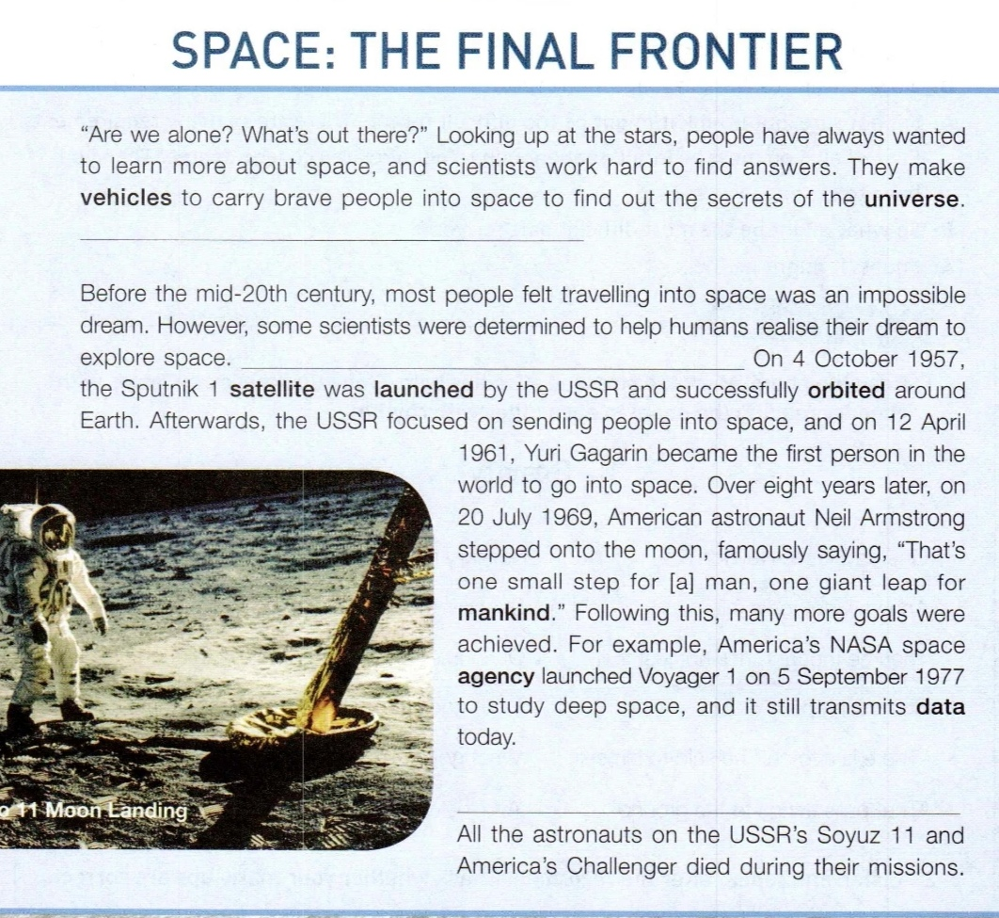 SPACE: THE FINAL FRONTIER
“Are we alone? What’s out there?” Looking up at the stars, people have always wanted
to learn more about space, and scientists work hard to find answers. They make
vehicles to carry brave people into space to find out the secrets of the universe.
Before the mid-20th century, most people felt travelling into space was an impossible
dream. However, some scientists were determined to help humans realise their dream to
explore space. On 4 October 1957,
the Sputnik 1 satellite was launched by the USSR and successfully orbited around
Earth. Afterwards, the USSR focused on sending people into space, and on 12 April
1961, Yuri Gagarin became the first person in the
world to go into space. Over eight years later, on
20 July 1969, American astronaut Neil Armstrong
stepped onto the moon, famously saying, “That’s
one small step for [a] man, one giant leap for
mankind.” Following this, many more goals were
achieved. For example, America’s NASA space
agency launched Voyager 1 on 5 September 1977
to study deep space, and it still transmits data
today.
o 11 Moon Landing
All the astronauts on the USSR’s Soyuz 11 and
America’s Challenger died during their missions.